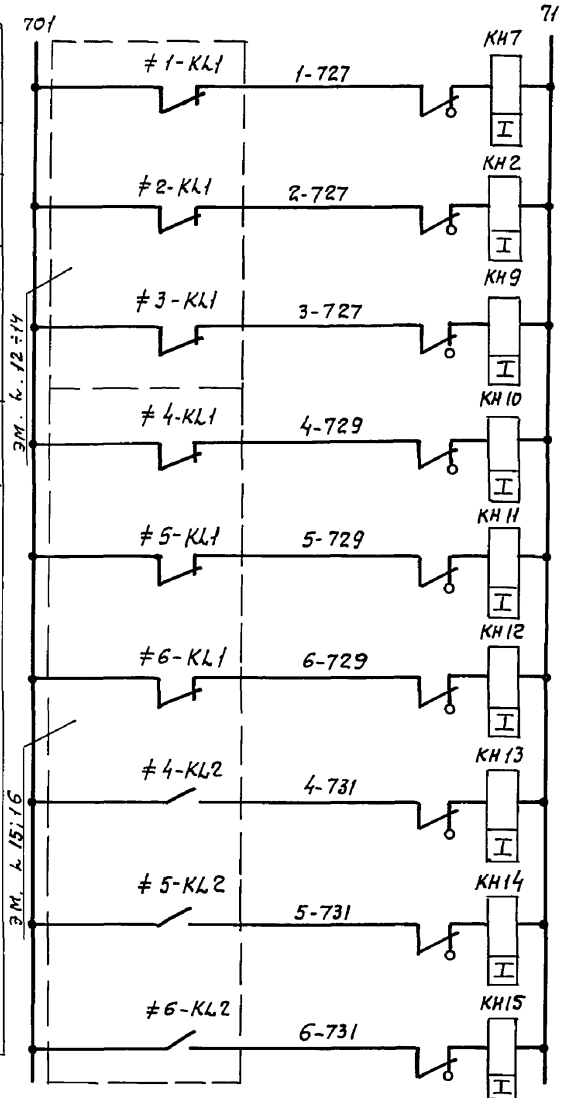 701
71
≠1-KL1
1-727
KH7
I
≠2-KL1
2-727
KH2
I
≠3-KL1
3-727
KH9
I
ЭМ. л. 12÷14
≠4-KL1
4-729
KH10
I
≠5-KL1
5-729
KH11
I
≠6-KL1
6-729
KH12
I
≠4-KL2
4-731
KH13
I
ЭМ. л 15;16
≠5-KL2
5-731
KH14
I
≠6-KL2
6-731
KH15
I